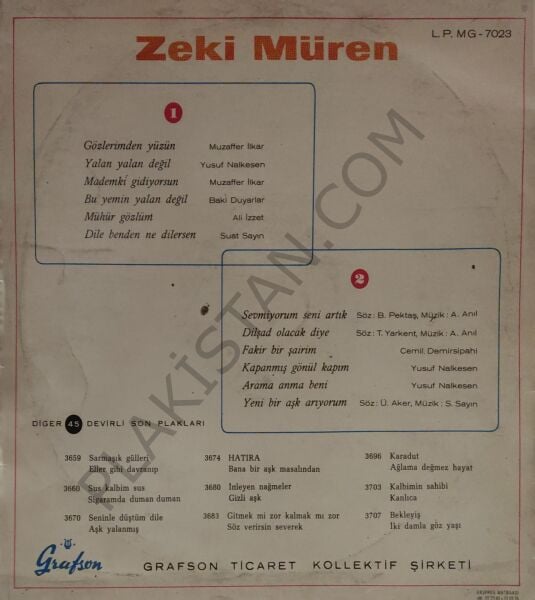 Zeki Müren
L.P. MG-7023
1
Gözlerimden yüzün Muzaffer İlkar
Yalan yalan değil Yusuf Nalkesen
Mademki gidiyorsun Muzaffer İlkar
Bu yemin yalan değil Baki Duyarlar
Mühür gözlüm Ali İzzet
Dile benden ne dilersen Suat Sayın
2
Sevmiyorum seni artık Söz: B. Pektaş, Müzik: A. Anıl
Dilşad olacak diye Söz: T. Yarkent, Müzik: A. Anıl
Fakir bir şairim Cemil Demirsipahi
Kapanmış gönül kapım Yusuf Nalkesen
Arama anma beni Yusuf Nalkesen
Yeni bir aşk arıyorum Söz: Ü. Aker, Müzik: S. Sayın
DİĞER 45 DEVİRLİ SON PLAKLARI
3659 Sarmaşık gülleri
Eller gibi davranıp
3660 Sus kalbim sus
Sigaramda duman duman
3670 Seninle düştüm dile
Aşk yalanmış
3674 HATIRA
Bana bir aşk masalından
3680 İnleyen nağmeler
Gizli aşk
3681 Gitmek mi zor kalmak mı zor
Söz verirsin severek
3696 Karadut
Ağlama değmez hayat
3703 Kalbimin sahibi
Kanlıca
3707 Bekleyiş
İki damla göz yaşı
Grafson
GRAFSON TİCARET KOLLEKTİF ŞİRKETİ
PLAKİSTAN.COM